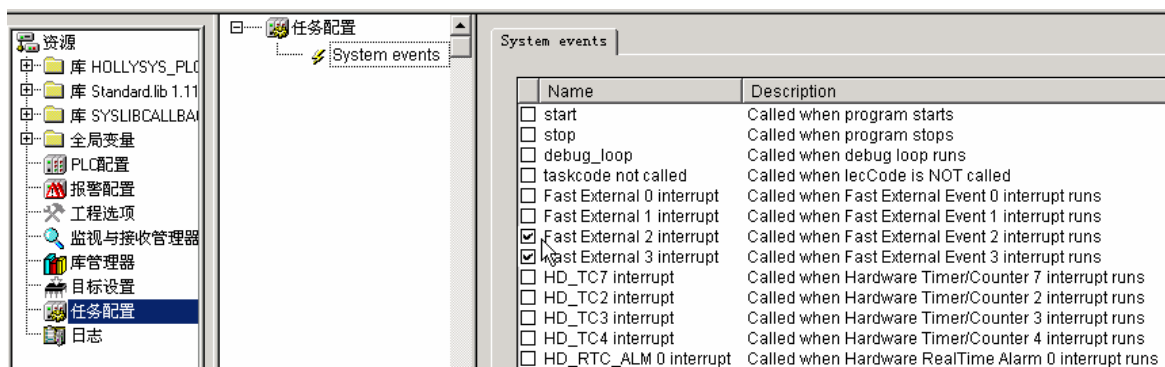 资源
库 HOLLYSYS_PLC
库 Standard.lib 1.11
库 SYSLIBCALLBA
全局变量
PLC配置
报警配置
工程选项
监视与接收管理器
库管理器
目标设置
任务配置
日志
任务配置
System events
System events
Name Description
start Called when program starts
stop Called when program stops
debug_loop Called when debug loop runs
taskcode not called Called when IecCode is NOT called
Fast External 0 interrupt Called when Fast External Event 0 interrupt runs
Fast External 1 interrupt Called when Fast External Event 1 interrupt runs
Fast External 2 interrupt Called when Fast External Event 2 interrupt runs
Fast External 3 interrupt Called when Fast External Event 3 interrupt runs
HD_TC7 interrupt Called when Hardware Timer/Counter 7 interrupt runs
HD_TC2 interrupt Called when Hardware Timer/Counter 2 interrupt runs
HD_TC3 interrupt Called when Hardware Timer/Counter 3 interrupt runs
HD_TC4 interrupt Called when Hardware Timer/Counter 4 interrupt runs
HD_RTC_ALM 0 interrupt Called when Hardware RealTime Alarm 0 interrupt runs